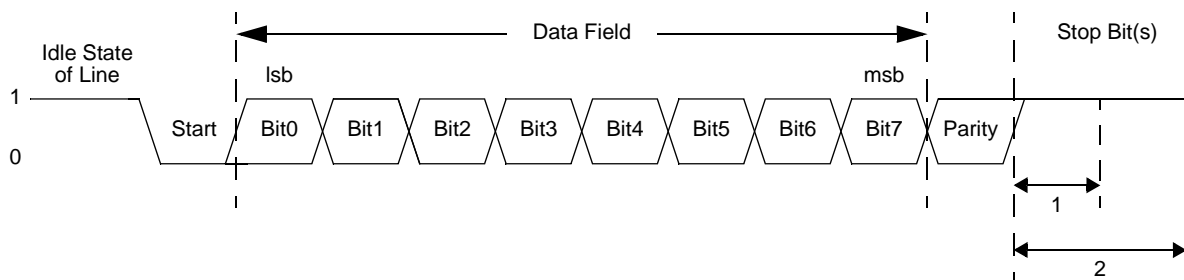 Data Field
Stop Bit(s)
Idle State
of Line
lsb
msb
1
Start
Bit0
Bit1
Bit2
Bit3
Bit4
Bit5
Bit6
Bit7
Parity
0
1
2